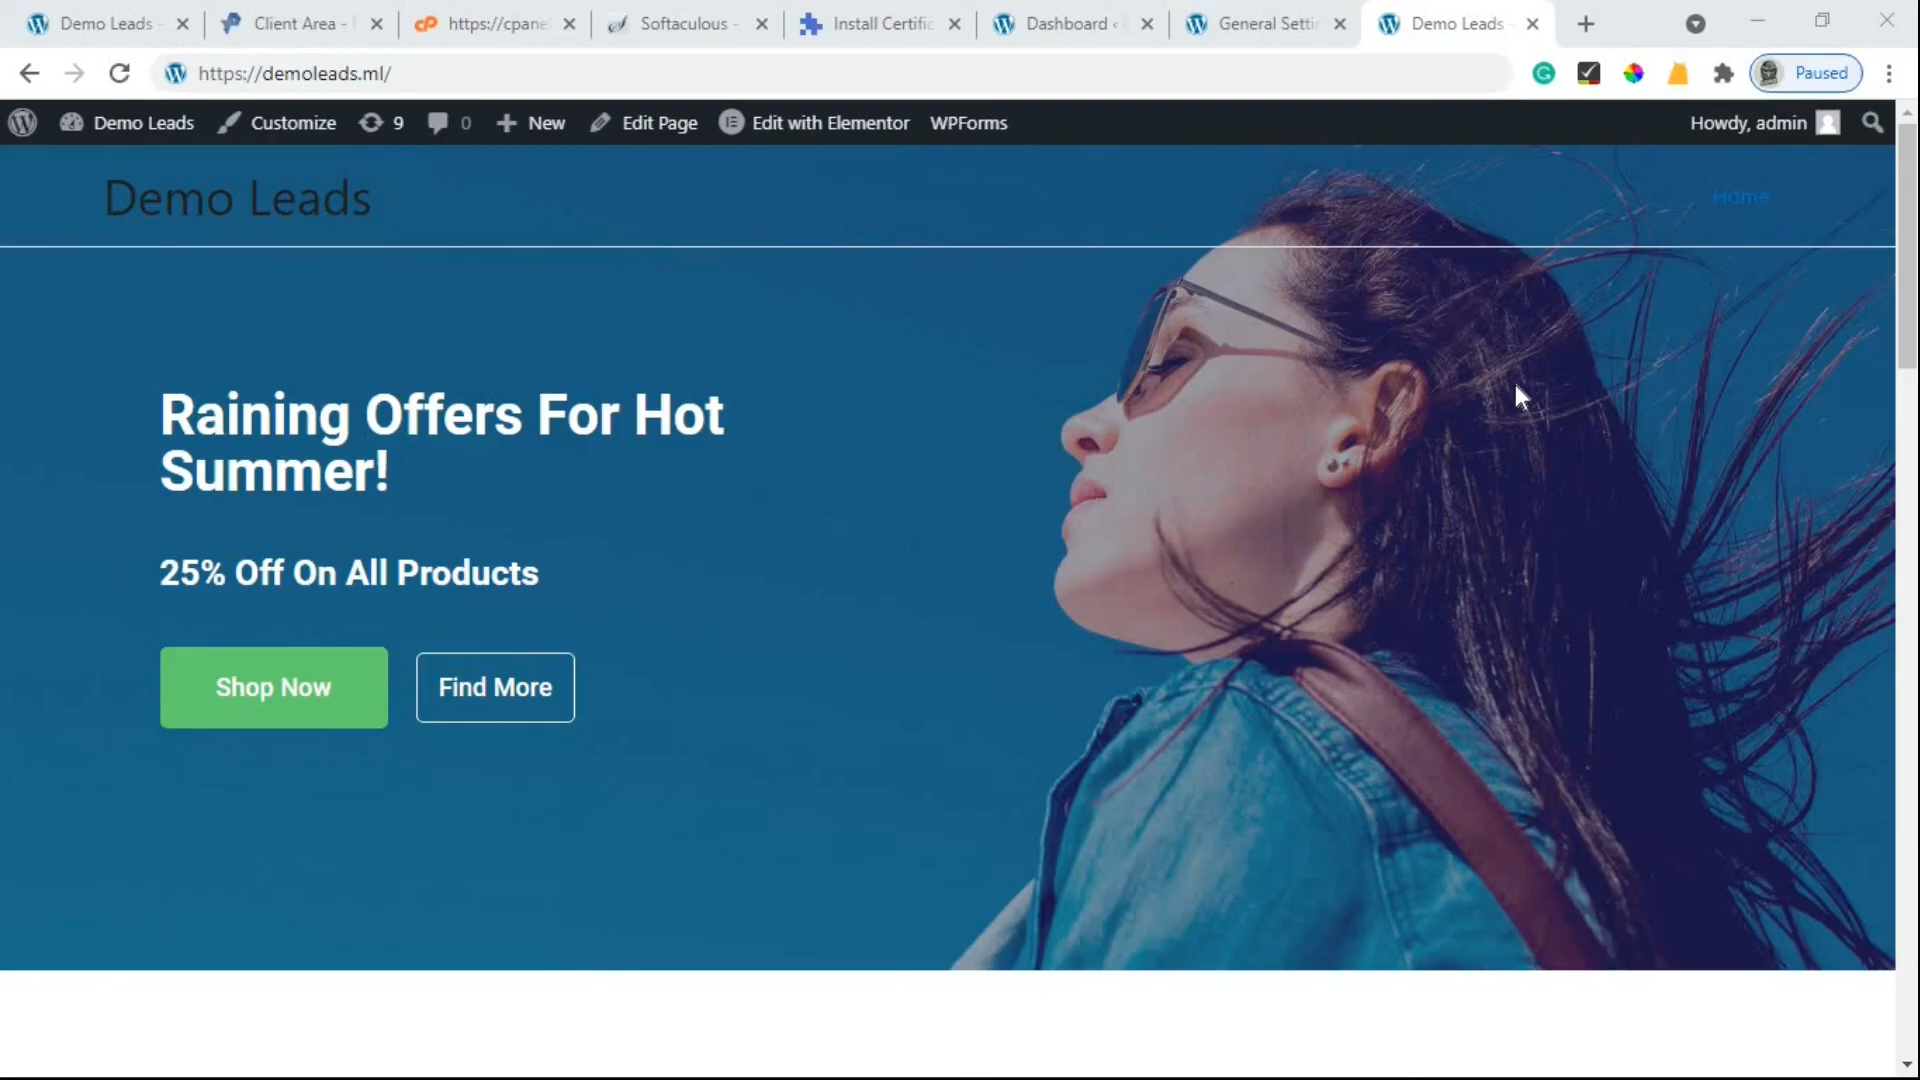 Demo Leads -
Client Area -
https://cpane
Softaculous -
Install Certific
Dashboard ‹
General Setti
Demo Leads
https://demoleads.ml/
Paused
Demo Leads
Customize
9
0
New
Edit Page
Edit with Elementor
WPForms
Howdy, admin
Demo Leads
Home
Raining Offers For Hot
Summer!
25% Off On All Products
Shop Now
Find More